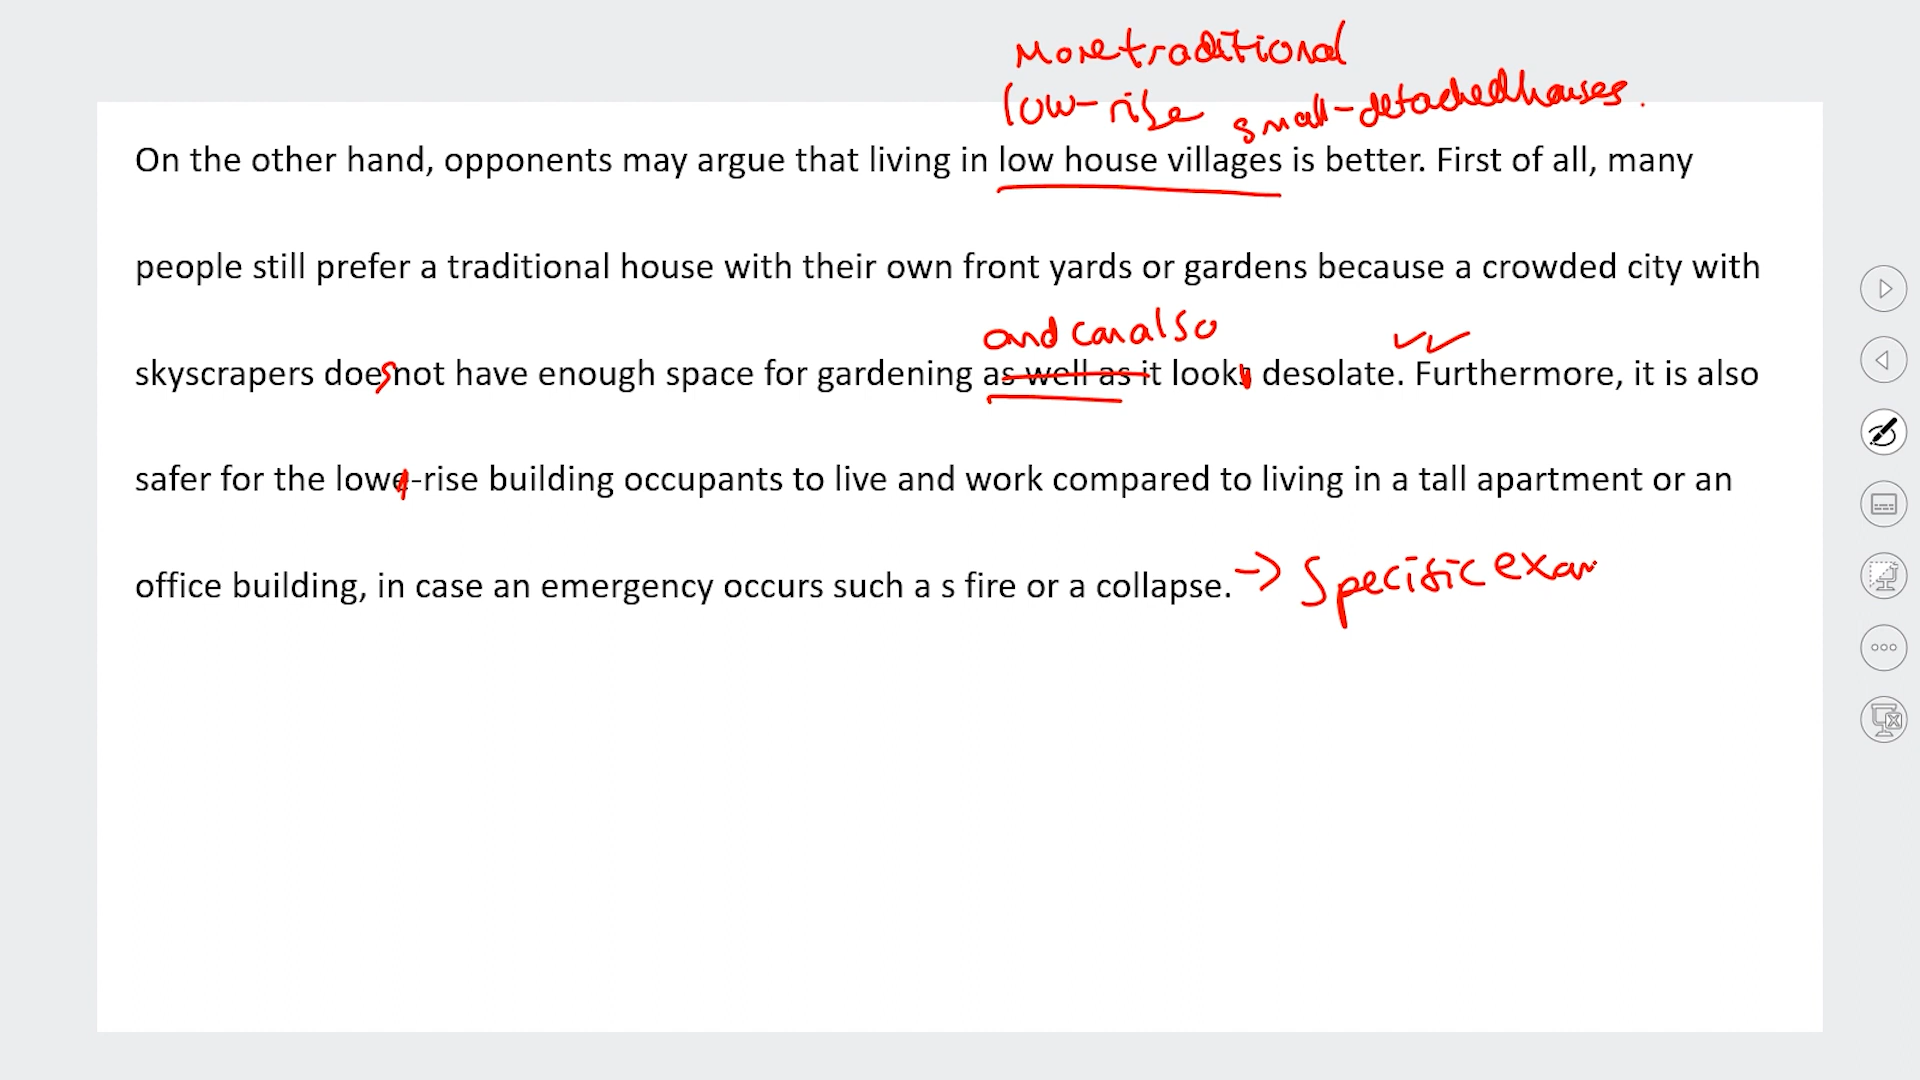 More traditional
low-rise small-detached houses.
On the other hand, opponents may argue that living in low house villages is better. First of all, many
people still prefer a traditional house with their own front yards or gardens because a crowded city with
and can also
skyscrapers does not have enough space for gardening as well as it looks desolate. Furthermore, it is also
safer for the lowe-rise building occupants to live and work compared to living in a tall apartment or an
office building, in case an emergency occurs such a s fire or a collapse. → Specific exam